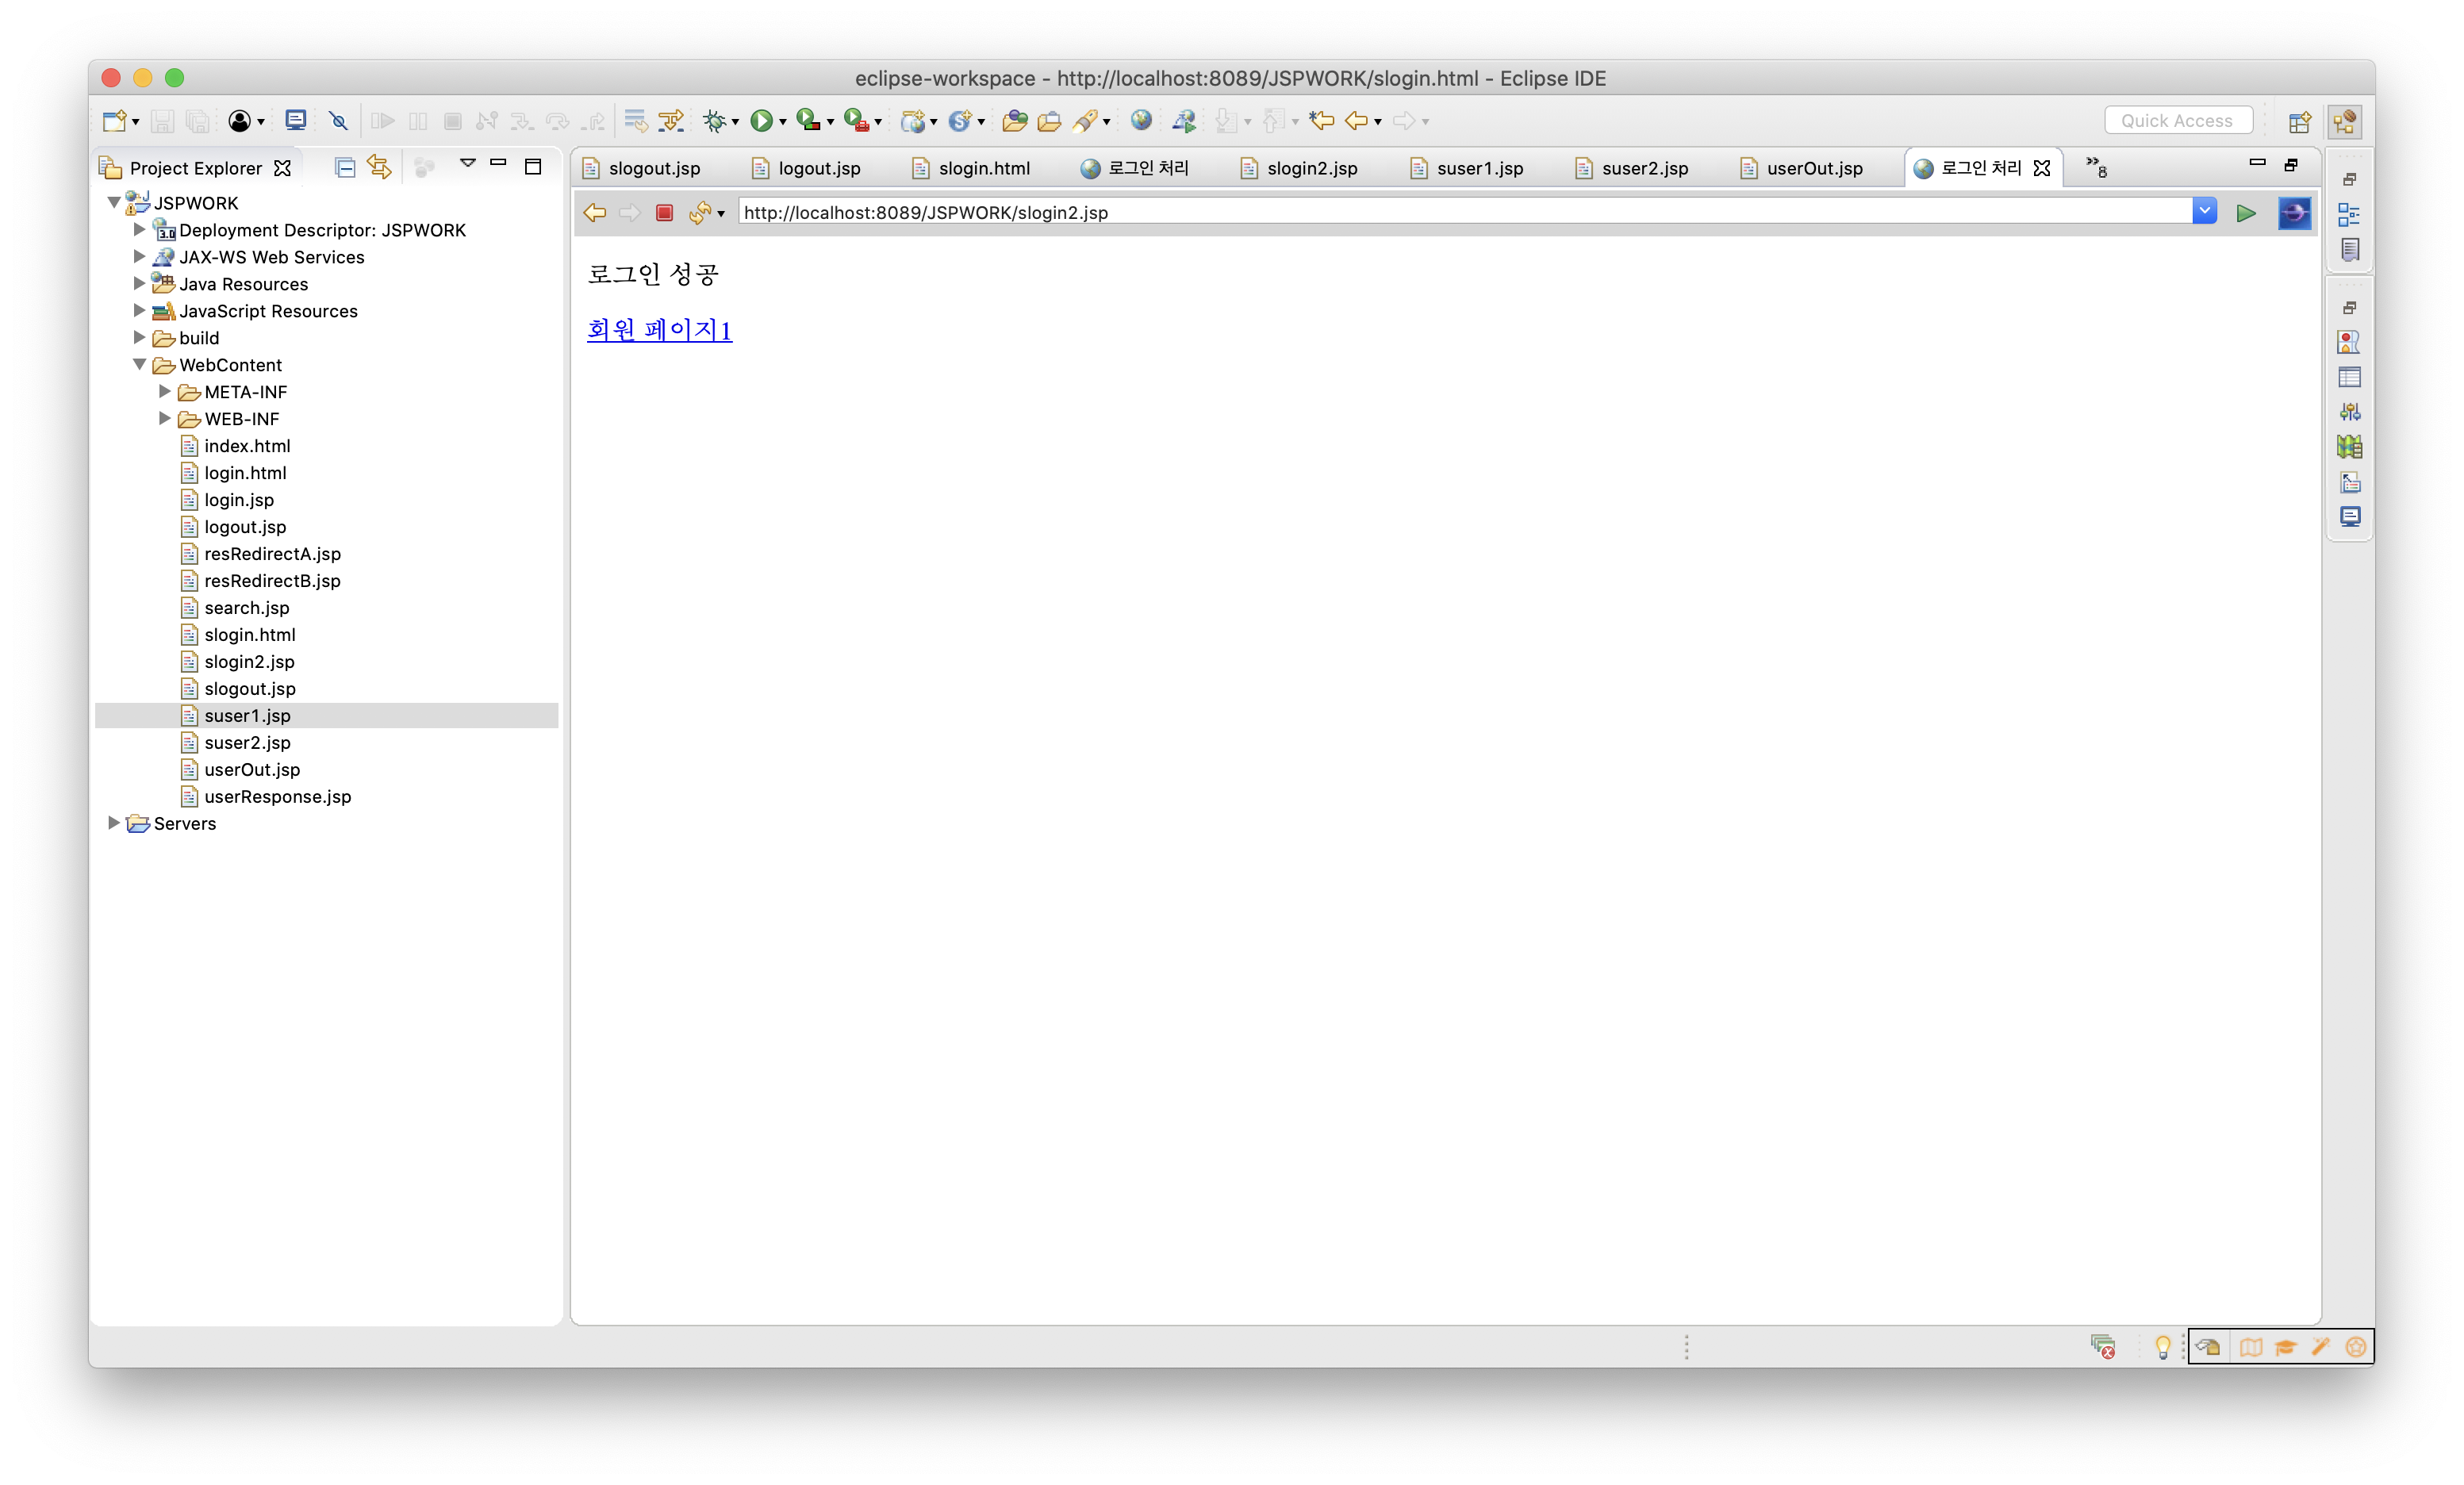 eclipse-workspace - http://localhost:8089/JSPWORK/slogin.html - Eclipse IDE
Quick Access
Project Explorer
slogout.jsp logout.jsp slogin.html 로그인 처리 slogin2.jsp suser1.jsp suser2.jsp userOut.jsp 로그인 처리 »8
http://localhost:8089/JSPWORK/slogin2.jsp
JSPWORK
Deployment Descriptor: JSPWORK
JAX-WS Web Services
Java Resources
JavaScript Resources
build
WebContent
META-INF
WEB-INF
index.html
login.html
login.jsp
logout.jsp
resRedirectA.jsp
resRedirectB.jsp
search.jsp
slogin.html
slogin2.jsp
slogout.jsp
suser1.jsp
suser2.jsp
userOut.jsp
userResponse.jsp
Servers
로그인 성공
회원 페이지1